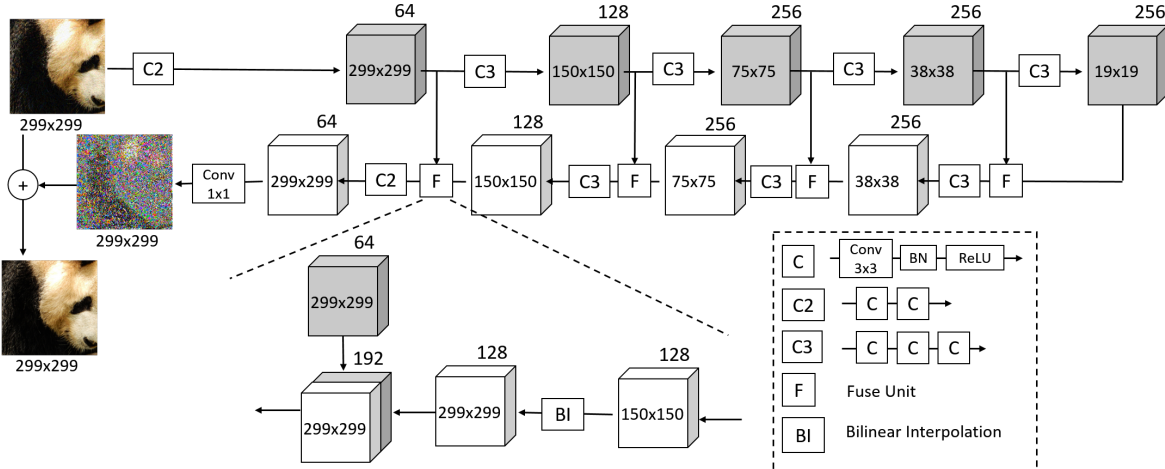 64
128
256
256
256
C2
299x299
C3
150x150
C3
75x75
C3
38x38
C3
19x19
299x299
64
128
256
256
+
Conv
1x1
299x299
C2
F
150x150
C3
F
75x75
C3
F
38x38
C3
F
299x299
299x299
64
299x299
192
128
128
299x299
299x299
BI
150x150
C
Conv
3x3
BN
ReLU
C2
C
C
C3
C
C
C
F
Fuse Unit
BI
Bilinear Interpolation